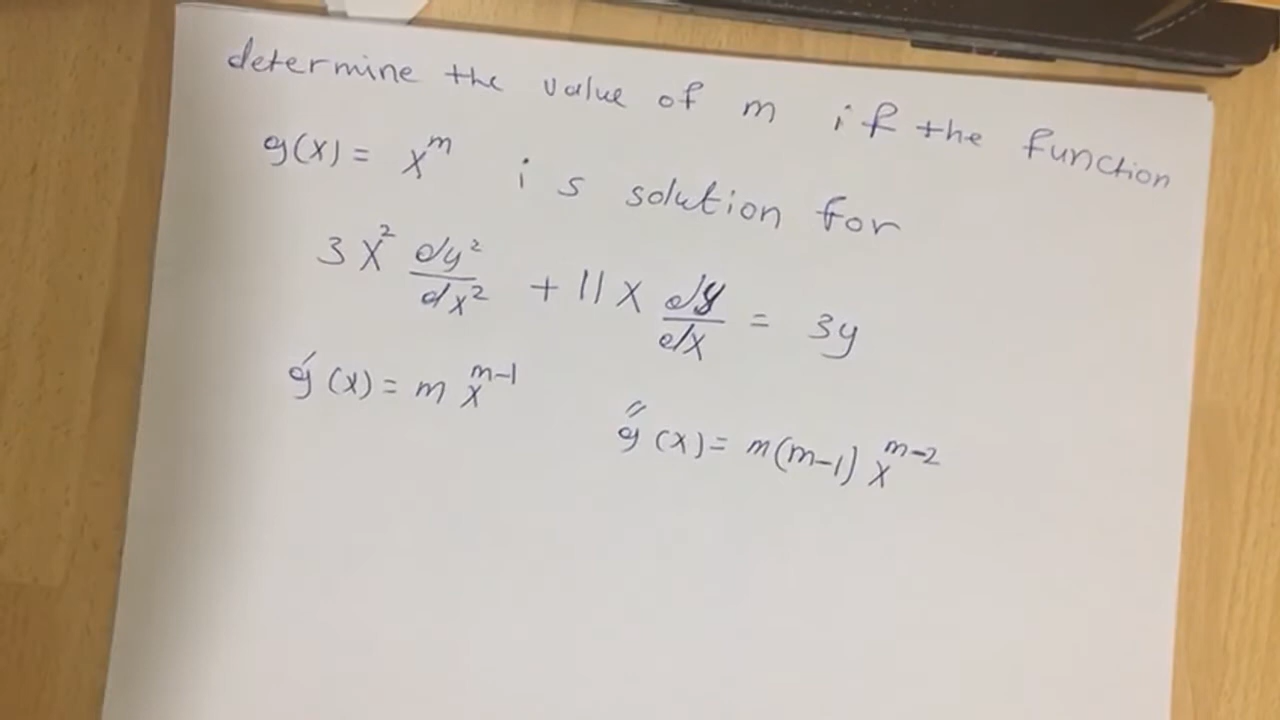 determine the value of m if the function
g(x) = x^m is solution for
3x² dy²/dx² + 11x dy/dx = 3y
g′(x) = m x^(m-1)
g″(x) = m(m-1) x^(m-2)